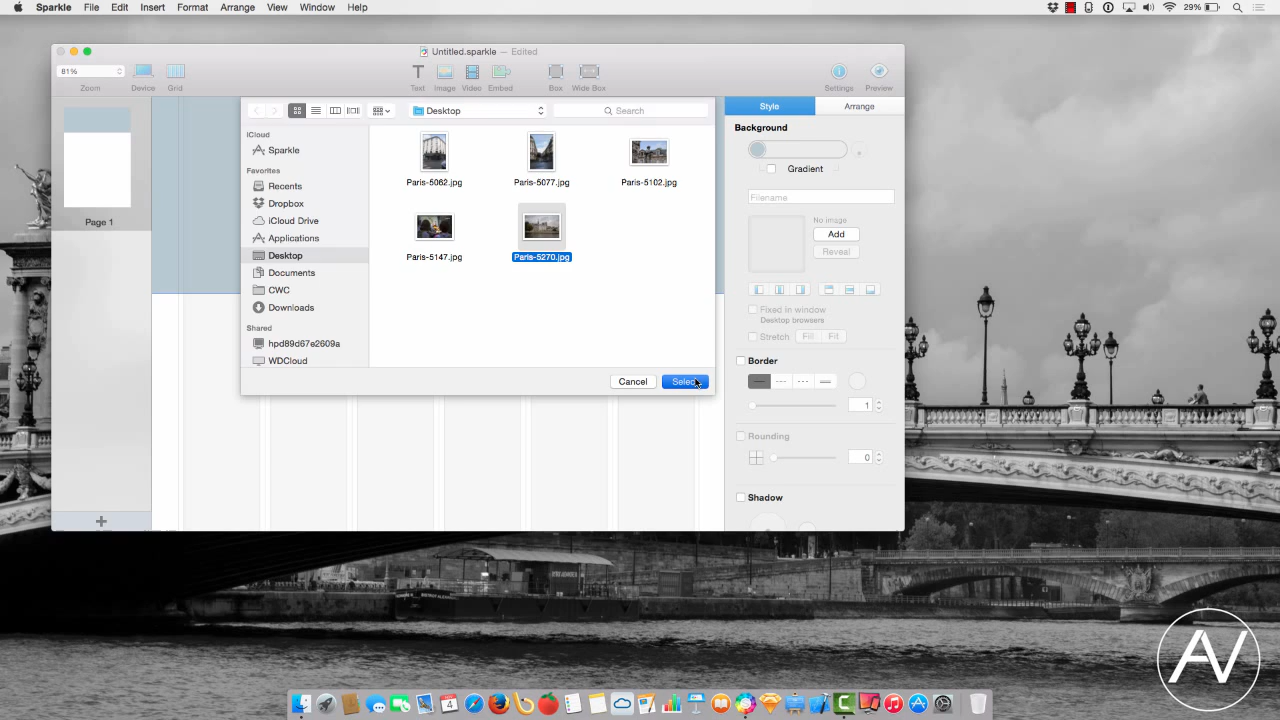 Sparkle File Edit Insert Format Arrange View Window Help 29%
Untitled.sparkle — Edited
81%
Zoom Device Grid Text Image Video Embed Box Wide Box Settings Preview
Desktop Search Style Arrange
Page 1
iCloud
Sparkle
Favorites
Recents
Dropbox
iCloud Drive
Applications
Desktop
Documents
CWC
Downloads
Shared
hpd89d67e2609a
WDCloud
Paris-5062.jpg Paris-5077.jpg Paris-5102.jpg
Paris-5147.jpg Paris-5270.jpg
Cancel Select
Background
Gradient
Filename
No image
Add
Reveal
Fixed in window
Desktop browsers
Stretch Fill Fit
Border
1
Rounding
0
Shadow
AV